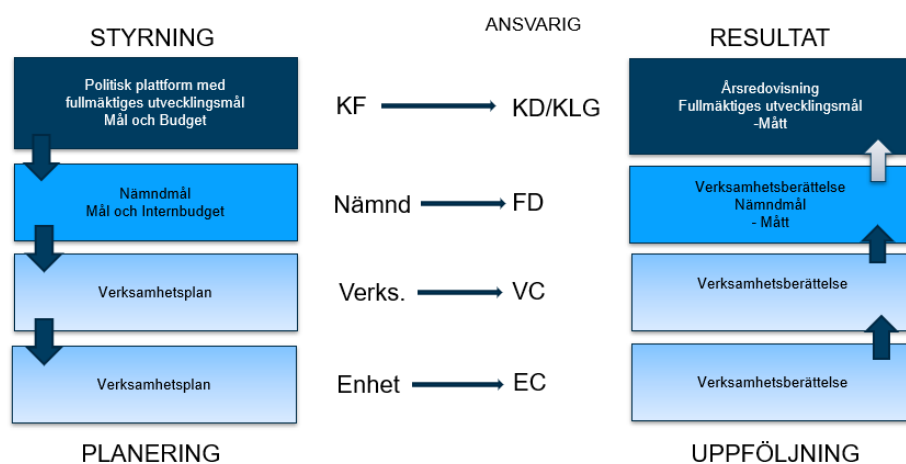 ANSVARIG
STYRNING
RESULTAT
Politisk plattform med
fullmäktiges utvecklingsmål
Mål och Budget
KF
KD/KLG
Årsredovisning
Fullmäktiges utvecklingsmål
-Mått
Nämndmål
Mål och Internbudget
Nämnd
FD
Verksamhetsberättelse
Nämndmål
- Mått
Verksamhetsplan
Verks.
VC
Verksamhetsberättelse
Verksamhetsplan
Enhet
EC
Verksamhetsberättelse
PLANERING
UPPFÖLJNING